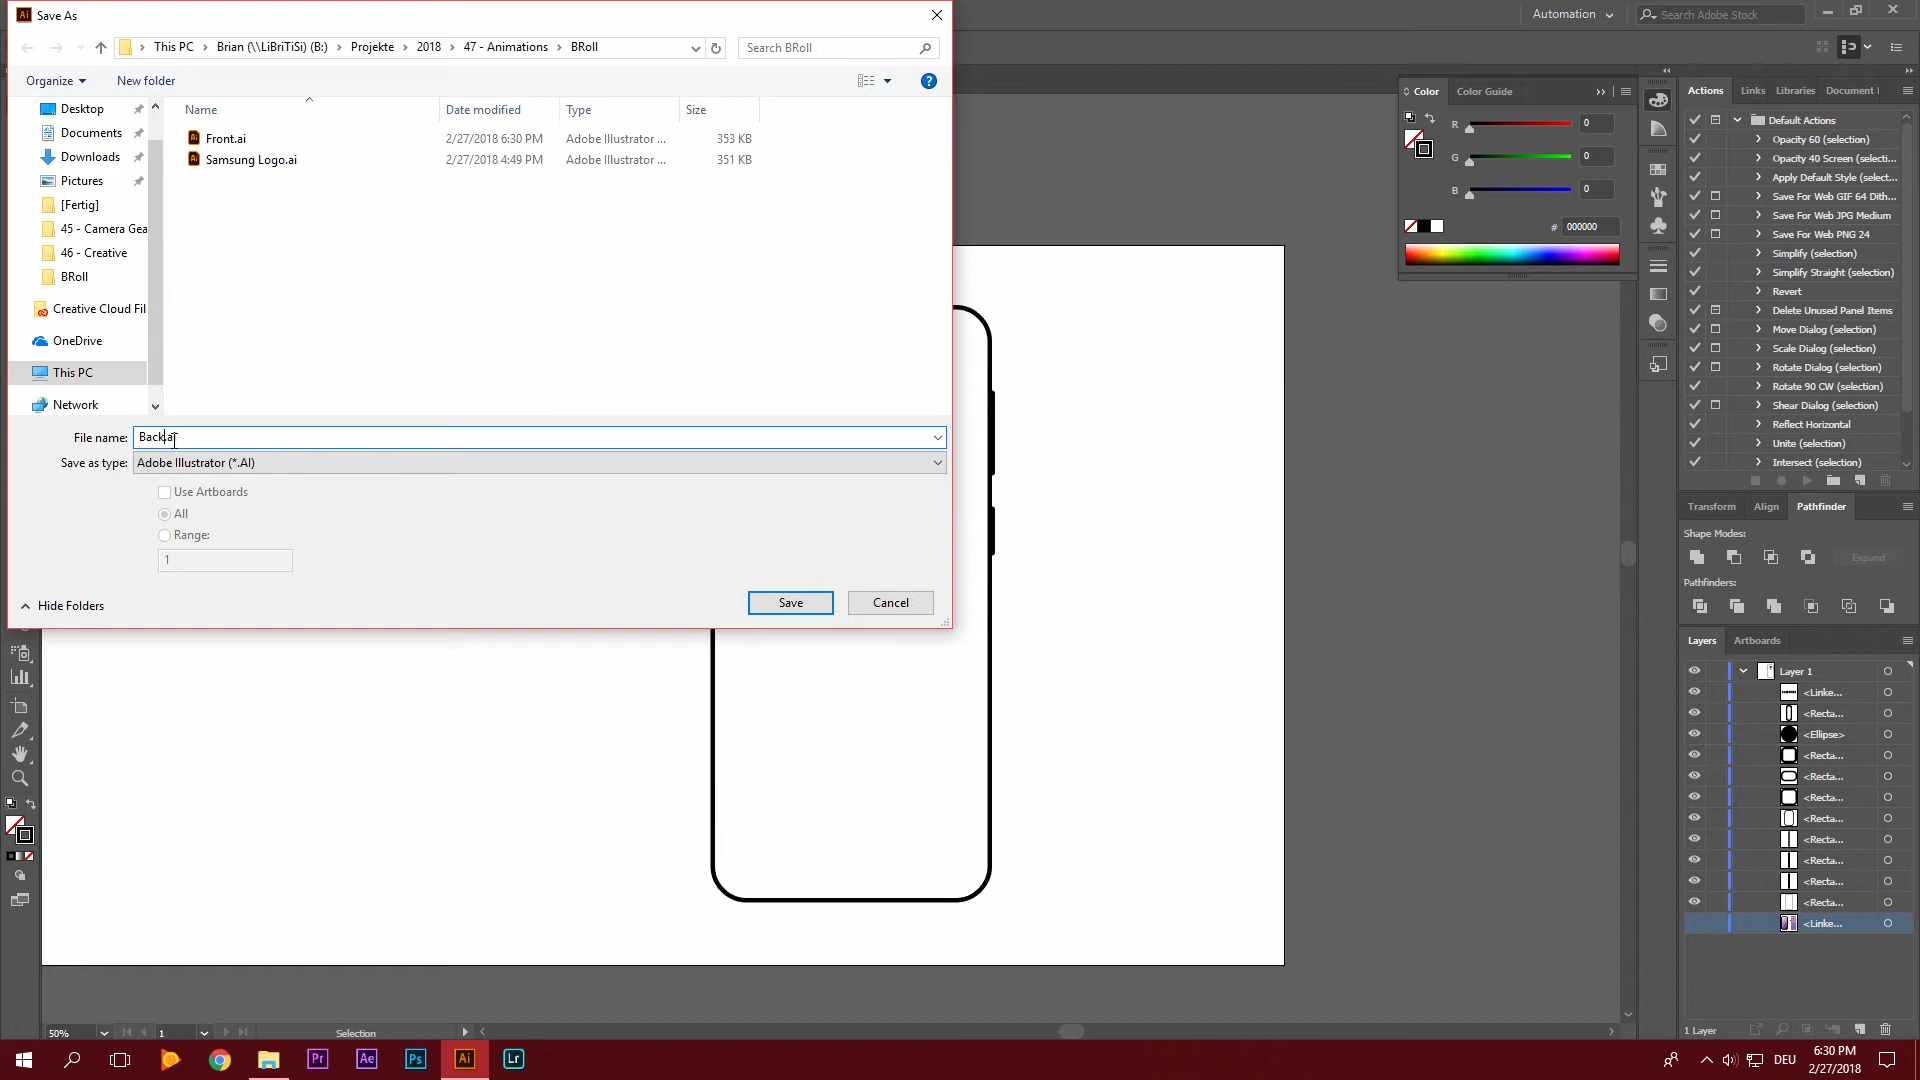 Save As
Automation
Search Adobe Stock
This PC > Brian (\\LiBriTiSi) (B:) > Projekte > 2018 > 47 - Animations > BRoll
Search BRoll
Organize
New folder
Name
Date modified
Type
Size
Desktop
Documents
Downloads
Pictures
[Fertig]
45 - Camera Gea
46 - Creative
BRoll
Creative Cloud Fil
OneDrive
This PC
Network
Front.ai 2/27/2018 6:30 PM Adobe Illustrator ... 353 KB
Samsung Logo.ai 2/27/2018 4:49 PM Adobe Illustrator ... 351 KB
File name: Back.a
Save as type: Adobe Illustrator (*.AI)
Use Artboards
All
Range:
1
Hide Folders
Save
Cancel
Color
Color Guide
R 0
G 0
B 0
# 000000
Actions
Links
Libraries
Document I
Default Actions
Opacity 60 (selection)
Opacity 40 Screen (selecti...
Apply Default Style (select...
Save For Web GIF 64 Dith...
Save For Web JPG Medium
Save For Web PNG 24
Simplify (selection)
Simplify Straight (selection)
Revert
Delete Unused Panel Items
Move Dialog (selection)
Scale Dialog (selection)
Rotate Dialog (selection)
Rotate 90 CW (selection)
Shear Dialog (selection)
Reflect Horizontal
Unite (selection)
Intersect (selection)
Transform
Align
Pathfinder
Shape Modes:
Expand
Pathfinders:
Layers
Artboards
Layer 1
<Linke...
<Recta...
<Ellipse>
<Recta...
<Recta...
<Recta...
<Recta...
<Recta...
<Recta...
<Recta...
<Recta...
<Linke...
1 Layer
50%
1
Selection
Pr
Ae
Ps
Ai
Lr
DEU
6:30 PM
2/27/2018